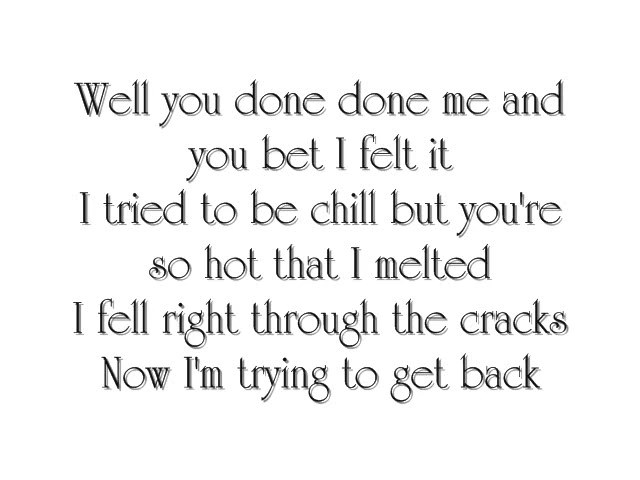 Well you done done me and
you bet I felt it
I tried to be chill but you're
so hot that I melted
I fell right through the cracks
Now I'm trying to get back